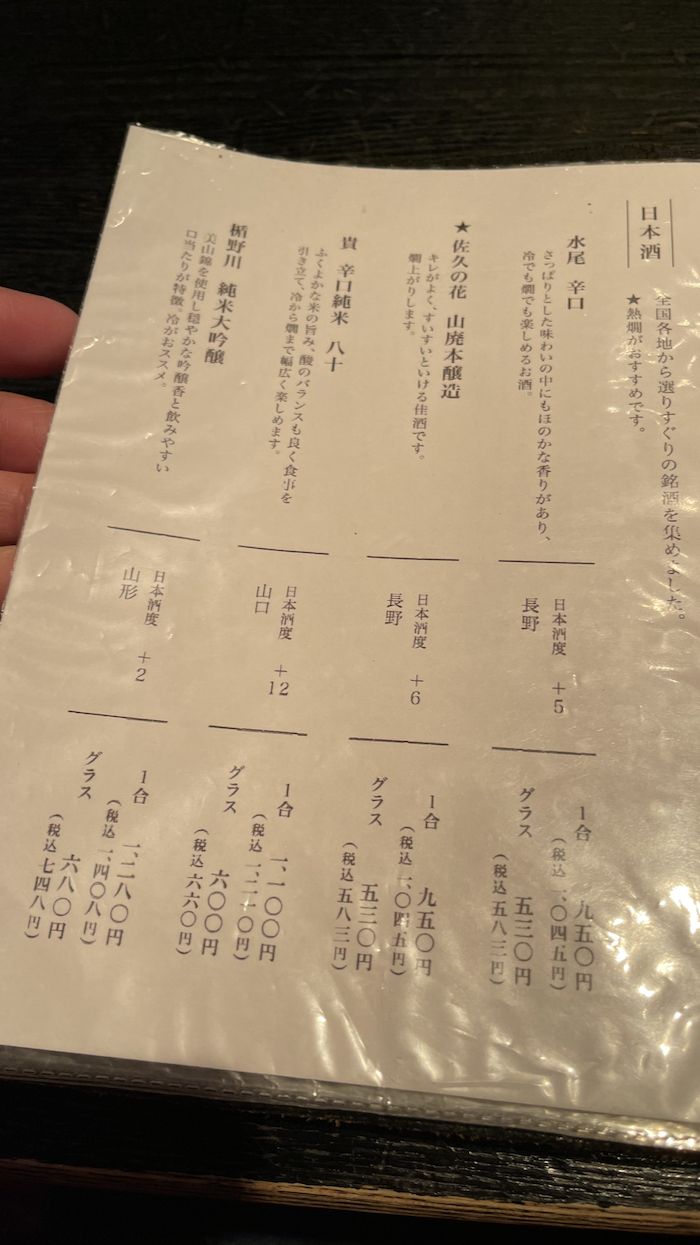 日本酒
全国各地から選りすぐりの銘酒を集めました。
★熱燗がおすすめです。
水尾 辛口
さっぱりとした味わいの中にもほのかな香りがあり、
冷でも燗でも楽しめるお酒。
日本酒度 +5
長野
1合 九五〇円
(税込 一、〇四五円)
グラス 五三〇円
(税込 五八三円)
★佐久の花 山廃本醸造
キレがよく、すいすいといける佳酒です。
燗上がりします。
日本酒度 +6
長野
1合 九五〇円
(税込 一、〇四五円)
グラス 五三〇円
(税込 五八三円)
貴 辛口純米 八十
ふくよかな米の旨み、酸のバランスも良く食事を
引き立て、冷から燗まで幅広く楽しめます。
日本酒度 +12
山口
1合 一、一〇〇円
(税込 一、二一〇円)
グラス 六〇〇円
(税込 六六〇円)
楯野川 純米大吟醸
美山錦を使用し穏やかな吟醸香と飲みやすい
口当たりが特徴。冷がおススメ。
日本酒度 +2
山形
1合 一、二八〇円
(税込 一、四〇八円)
グラス 六八〇円
(税込 七四八円)